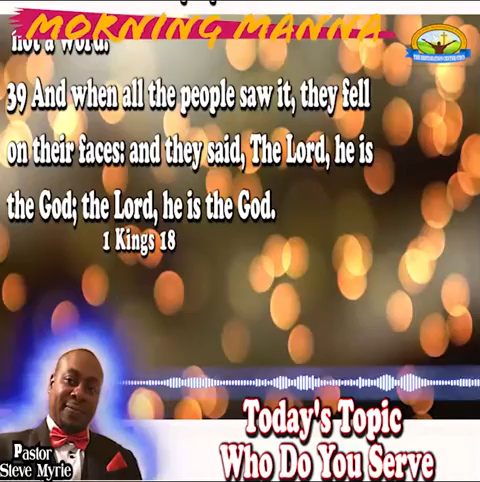 MORNING MANNA
not a word.
39 And when all the people saw it, they fell
on their faces: and they said, The Lord, he is
the God; the Lord, he is the God.
1 Kings 18
Today's Topic
Who Do You Serve
Pastor
Steve Myrie